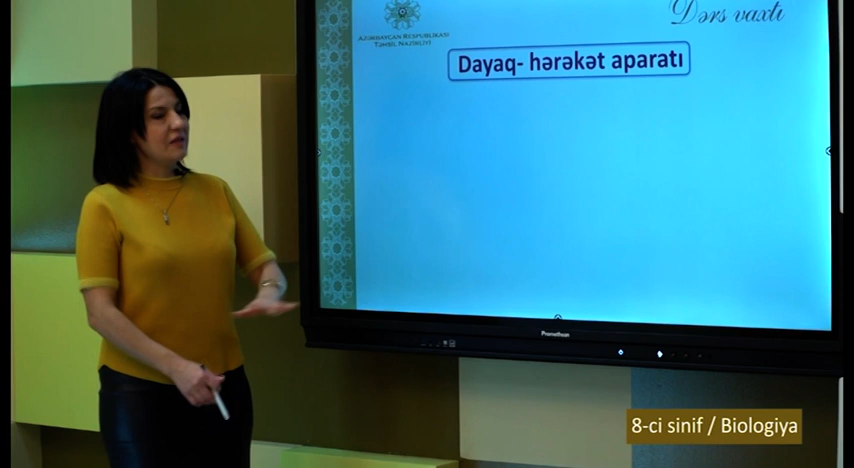 Dərs vaxtı
AZƏRBAYCAN RESPUBLİKASI
TƏHSİL NAZİRLİYİ
Dayaq- hərəkət aparatı
Promethean
8-ci sinif / Biologiya